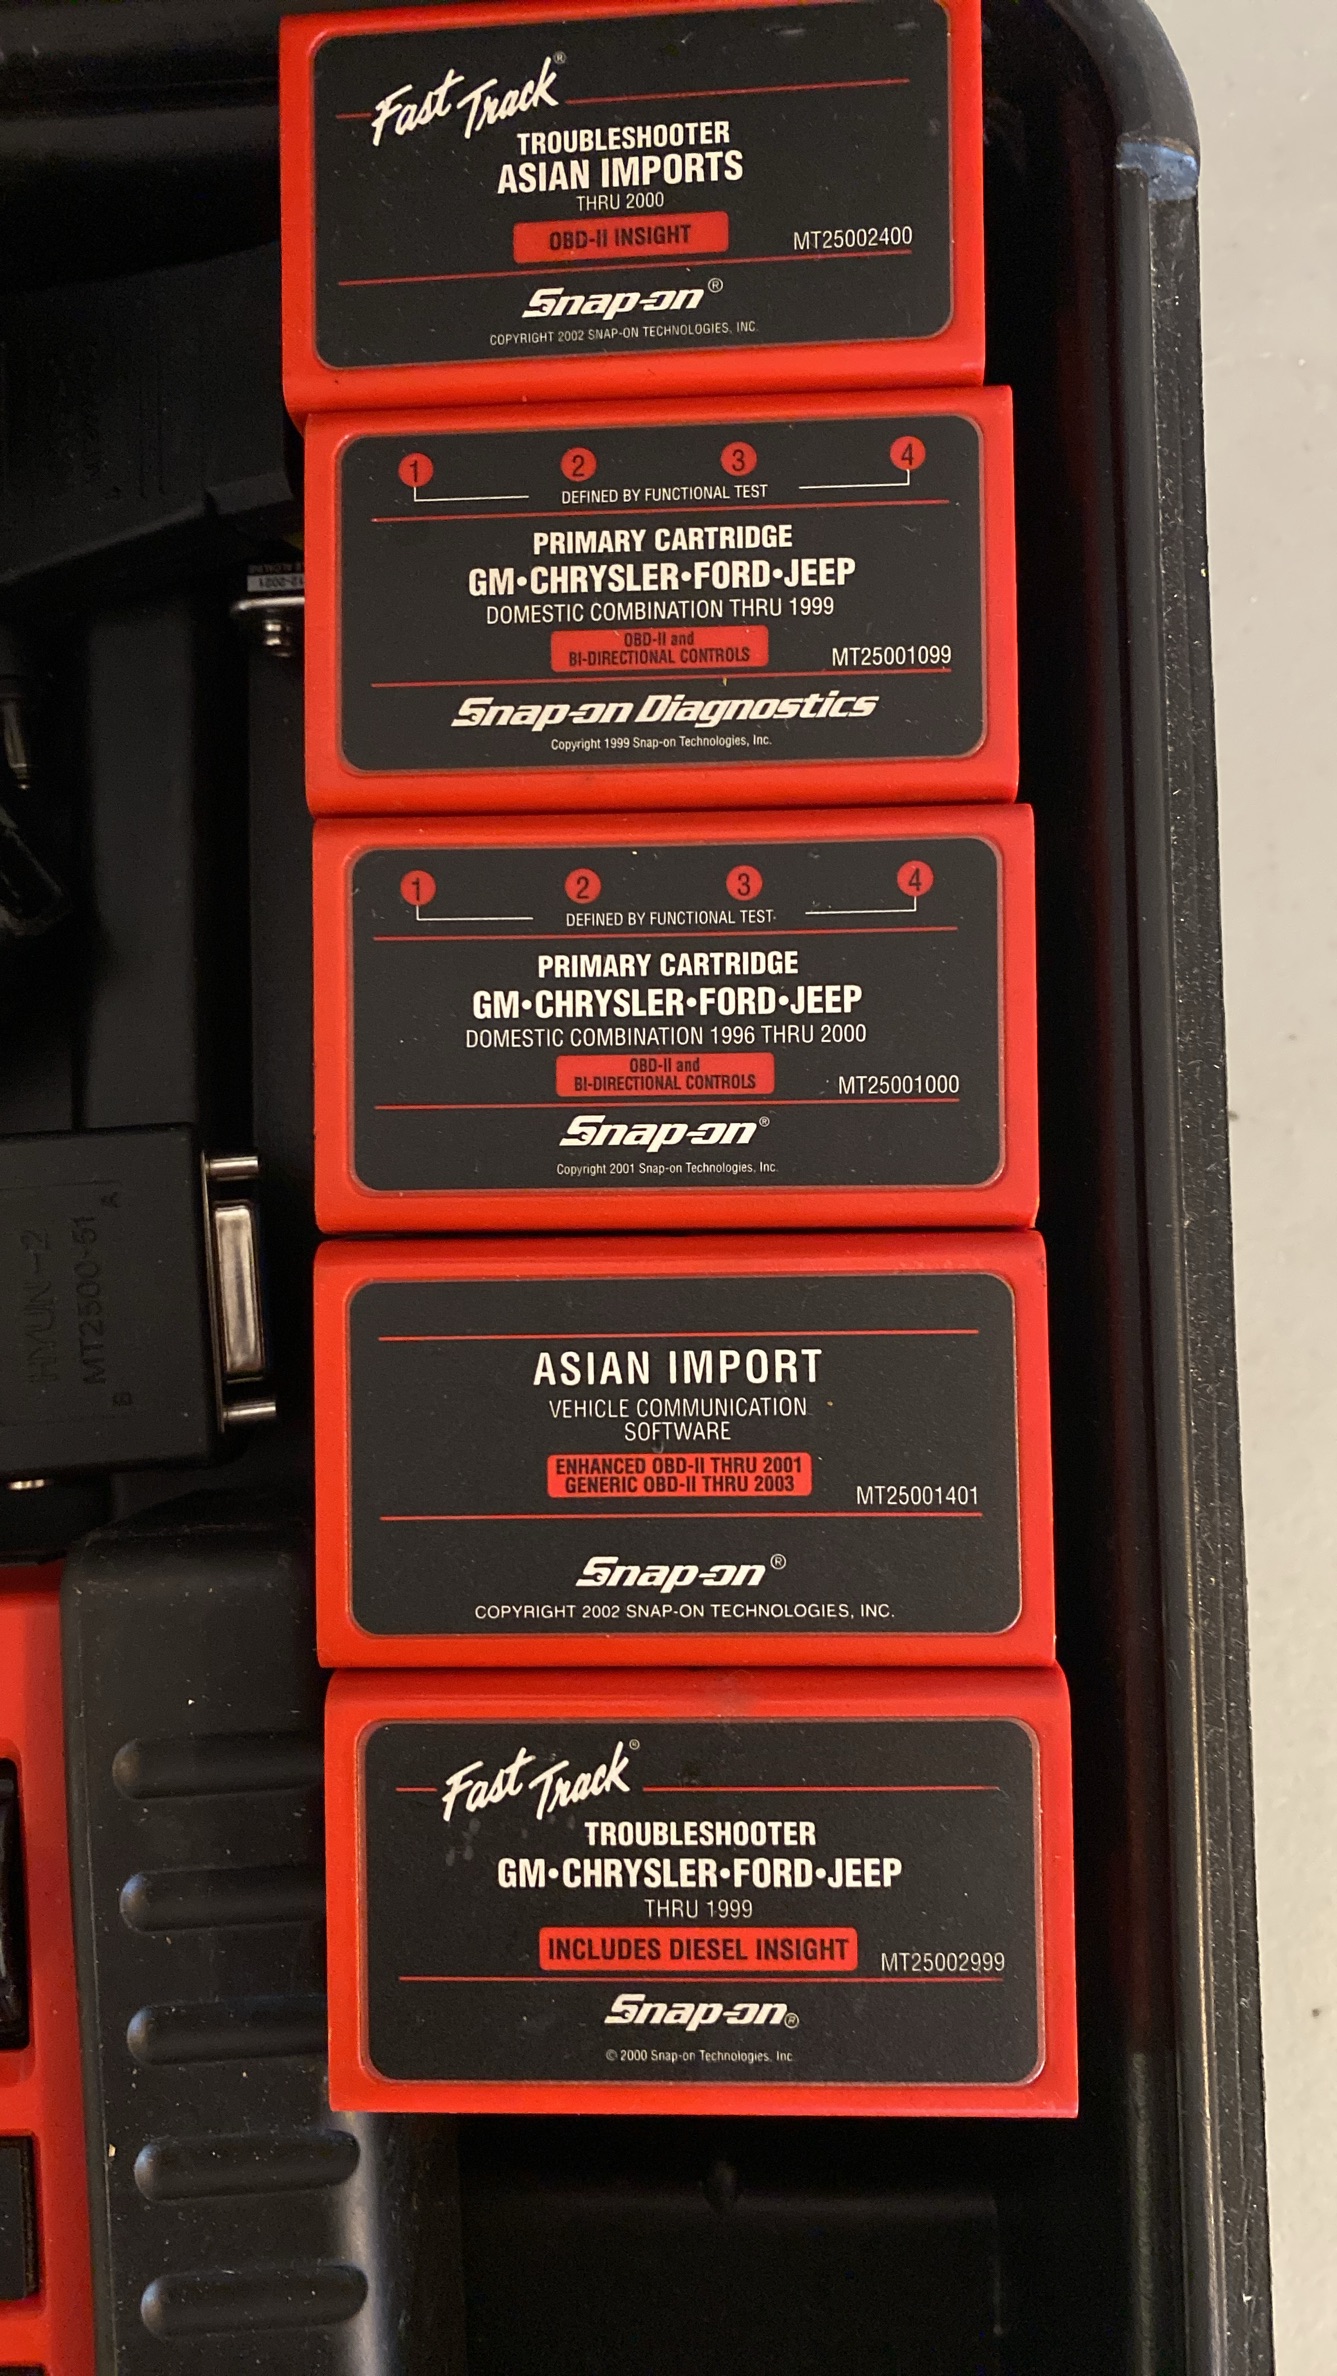 Fast Track®
TROUBLESHOOTER
ASIAN IMPORTS
THRU 2000
OBD-II INSIGHT
MT25002400
Snap-on®
COPYRIGHT 2002 SNAP-ON TECHNOLOGIES, INC.
1 2 3 4
DEFINED BY FUNCTIONAL TEST
PRIMARY CARTRIDGE
GM•CHRYSLER•FORD•JEEP
DOMESTIC COMBINATION THRU 1999
OBD-II and
BI-DIRECTIONAL CONTROLS
MT25001099
Snap-on Diagnostics
Copyright 1999 Snap-on Technologies, Inc.
1 2 3 4
DEFINED BY FUNCTIONAL TEST
PRIMARY CARTRIDGE
GM•CHRYSLER•FORD•JEEP
DOMESTIC COMBINATION 1996 THRU 2000
OBD-II and
BI-DIRECTIONAL CONTROLS
MT25001000
Snap-on®
Copyright 2001 Snap-on Technologies, Inc.
HYUN-2
MT2500-51
A
B
ASIAN IMPORT
VEHICLE COMMUNICATION
SOFTWARE
ENHANCED OBD-II THRU 2001
GENERIC OBD-II THRU 2003
MT25001401
Snap-on®
COPYRIGHT 2002 SNAP-ON TECHNOLOGIES, INC.
Fast Track®
TROUBLESHOOTER
GM•CHRYSLER•FORD•JEEP
THRU 1999
INCLUDES DIESEL INSIGHT
MT25002999
Snap-on®
© 2000 Snap-on Technologies, Inc.